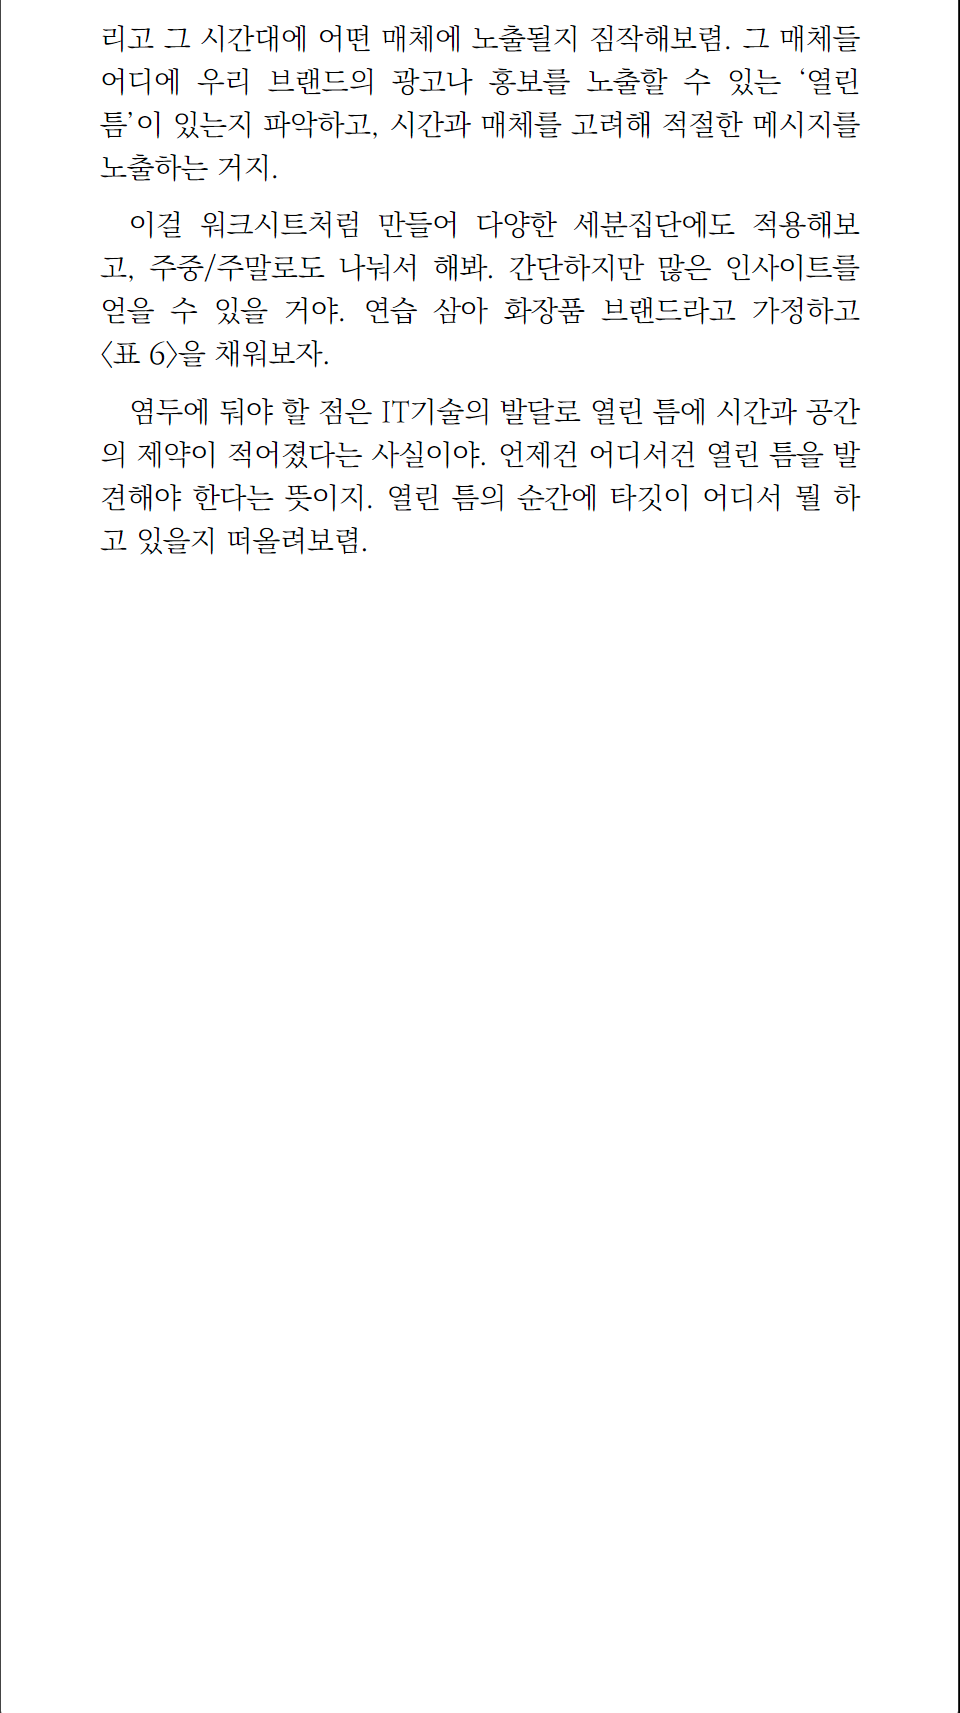 리고 그 시간대에 어떤 매체에 노출될지 짐작해보렴. 그 매체들
어디에 우리 브랜드의 광고나 홍보를 노출할 수 있는 ‘열린
틈’이 있는지 파악하고, 시간과 매체를 고려해 적절한 메시지를
노출하는 거지.
이걸 워크시트처럼 만들어 다양한 세분집단에도 적용해보
고, 주중/주말로도 나눠서 해봐. 간단하지만 많은 인사이트를
얻을 수 있을 거야. 연습 삼아 화장품 브랜드라고 가정하고
〈표 6〉을 채워보자.
염두에 둬야 할 점은 IT기술의 발달로 열린 틈에 시간과 공간
의 제약이 적어졌다는 사실이야. 언제건 어디서건 열린 틈을 발
견해야 한다는 뜻이지. 열린 틈의 순간에 타깃이 어디서 뭘 하
고 있을지 떠올려보렴.